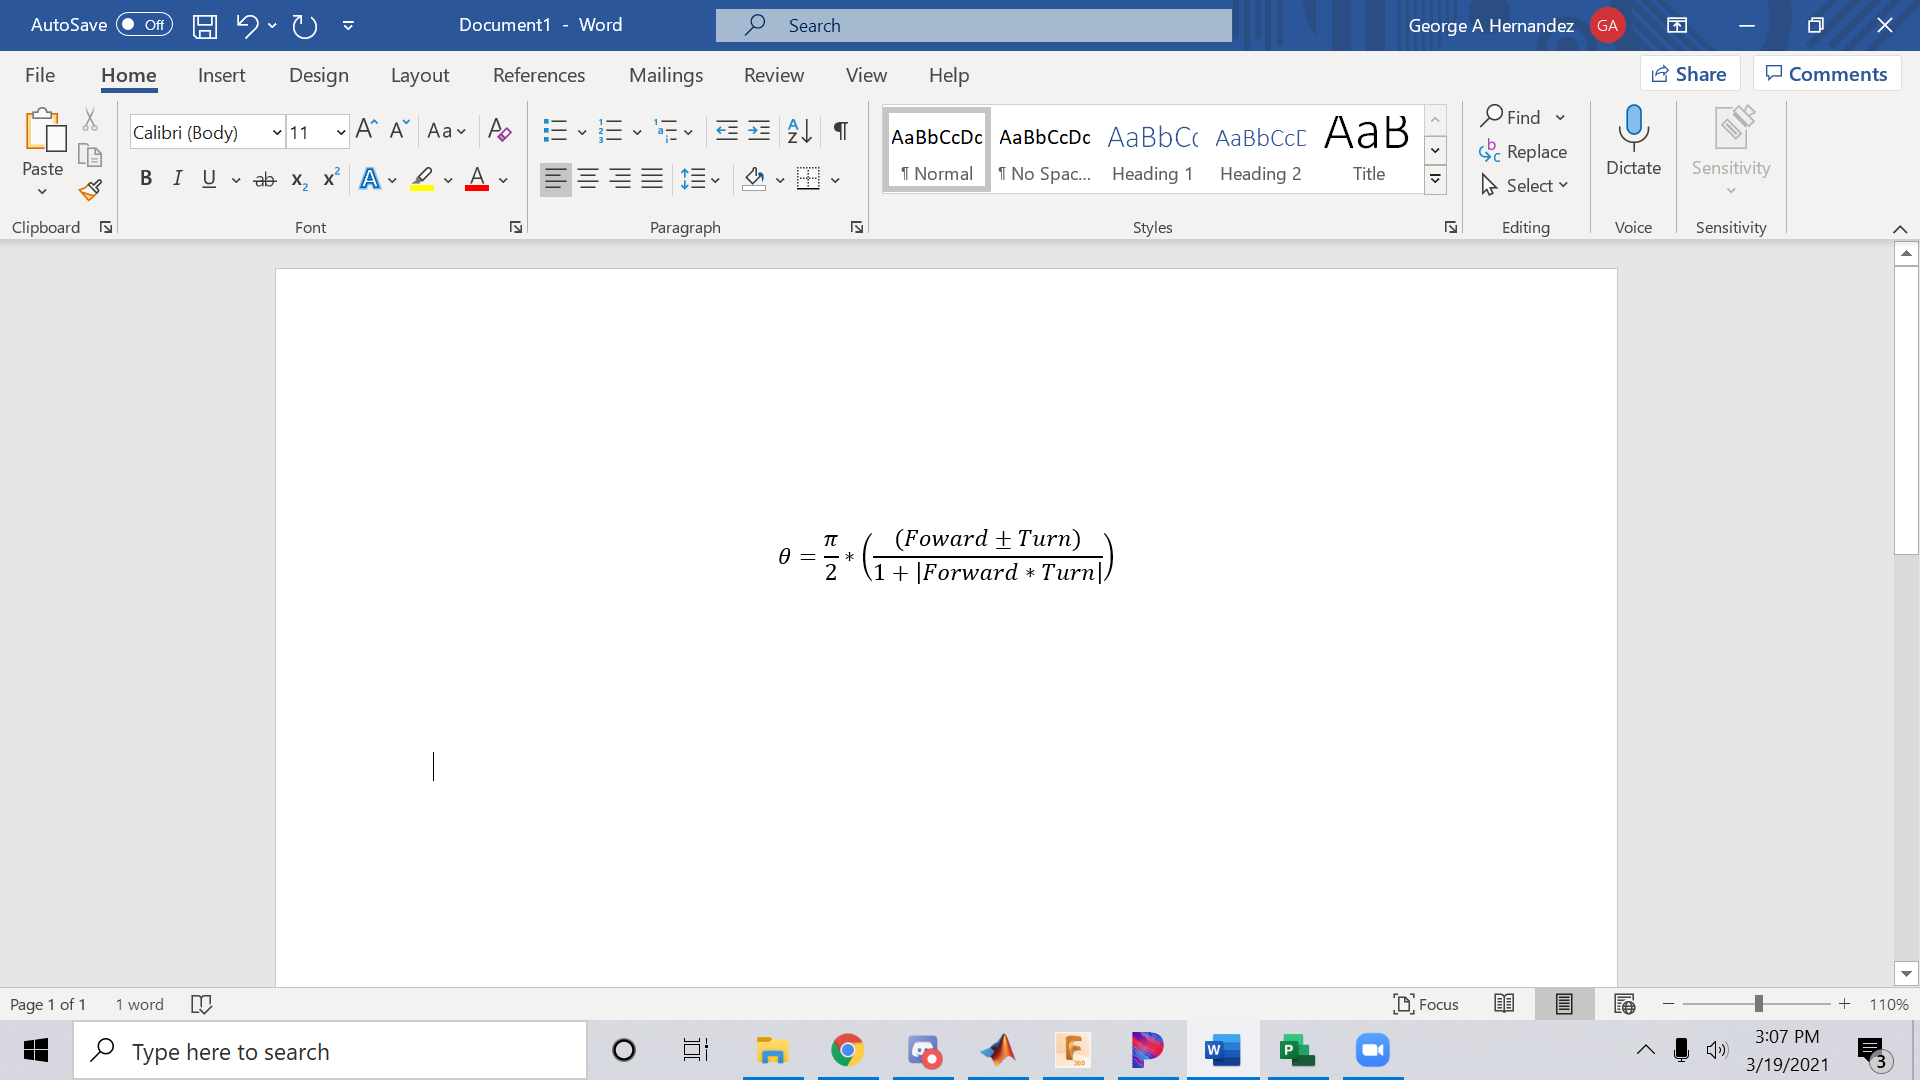 AutoSave Off Document1 - Word Search George A Hernandez GA
File Home Insert Design Layout References Mailings Review View Help Share Comments
Paste Calibri (Body) 11 Aa AaBbCcDc AaBbCcDc AaBbCc AaBbCcD AaB Find Replace Select Dictate Sensitivity
¶ Normal ¶ No Spac... Heading 1 Heading 2 Title
Clipboard Font Paragraph Styles Editing Voice Sensitivity
θ = π/2 * ((Foward ± Turn)/(1 + |Forward * Turn|))
Page 1 of 1 1 word Focus 110%
Type here to search 3:07 PM
3/19/2021 3